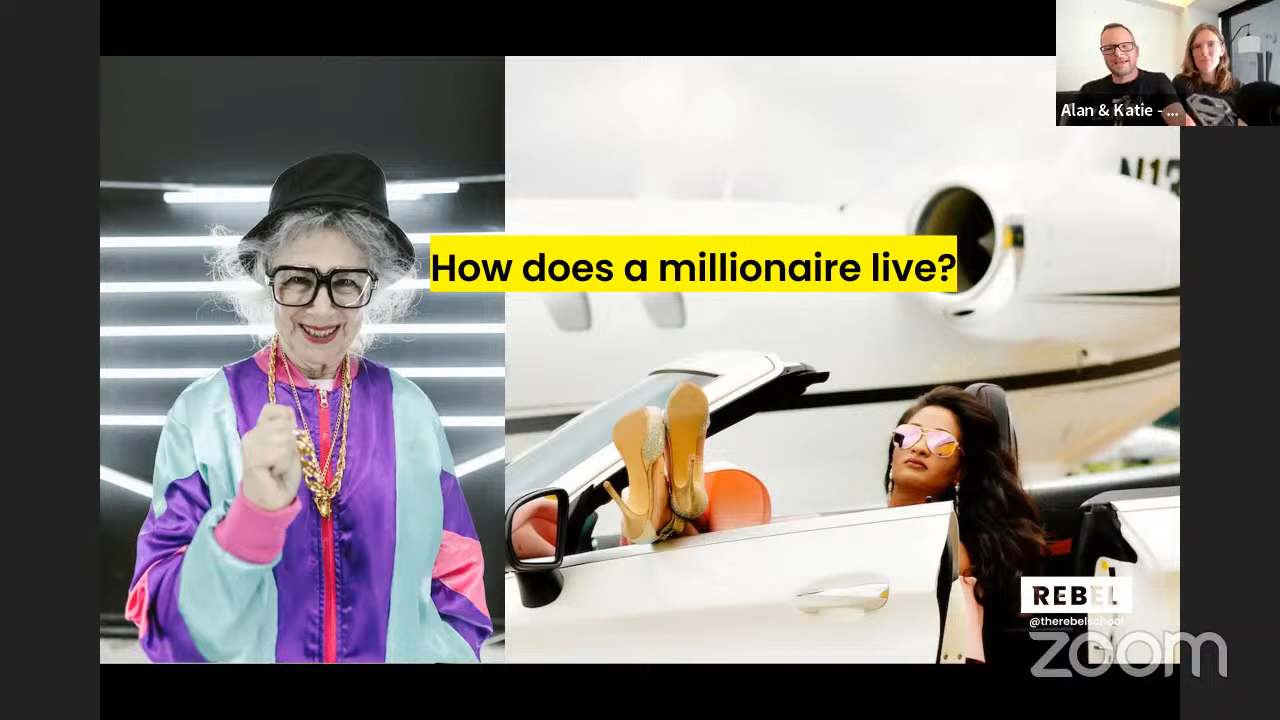 Alan & Katie - ...
N13
How does a millionaire live?
REBEL
@therebelschool
zoom